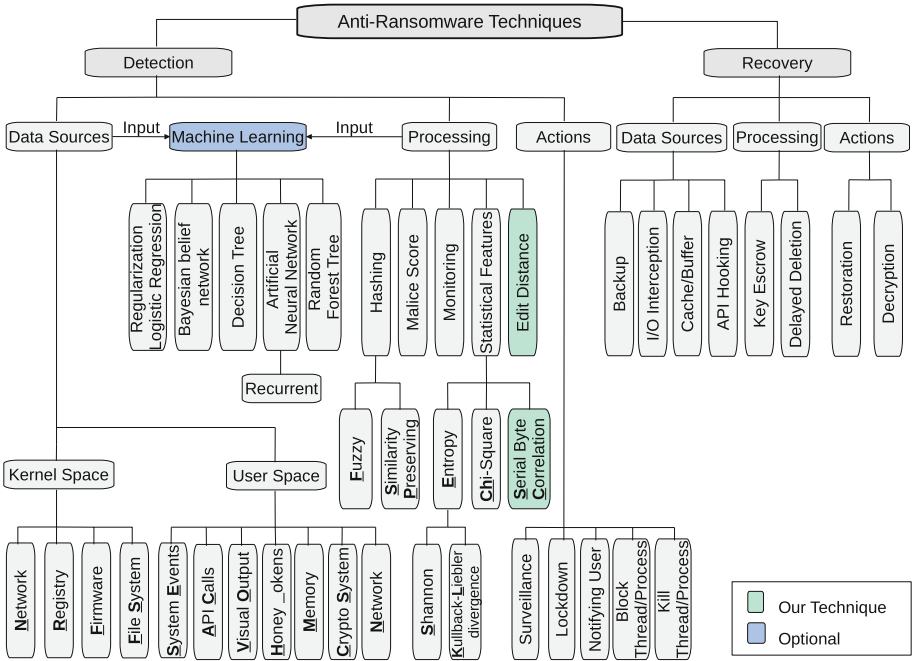 Anti-Ransomware Techniques
Detection
Recovery
Data Sources
Input
Machine Learning
Input
Processing
Actions
Data Sources
Processing
Actions
Regularization
Logistic Regression
Bayesian belief
network
Decision Tree
Artificial
Neural Network
Random
Forest Tree
Hashing
Malice Score
Monitoring
Statistical Features
Edit Distance
Backup
I/O Interception
Cache/Buffer
API Hooking
Key Escrow
Delayed Deletion
Restoration
Decryption
Recurrent
Fuzzy
Similarity
Preserving
Entropy
Chi-Square
Serial Byte
Correlation
Kernel Space
User Space
Network
Registry
Firmware
File System
System Events
API Calls
Visual Output
Honey _okens
Memory
Crypto System
Network
Shannon
Kullback-Liebler
divergence
Surveillance
Lockdown
Notifying User
Block
Thread/Process
Kill
Thread/Process
Our Technique
Optional